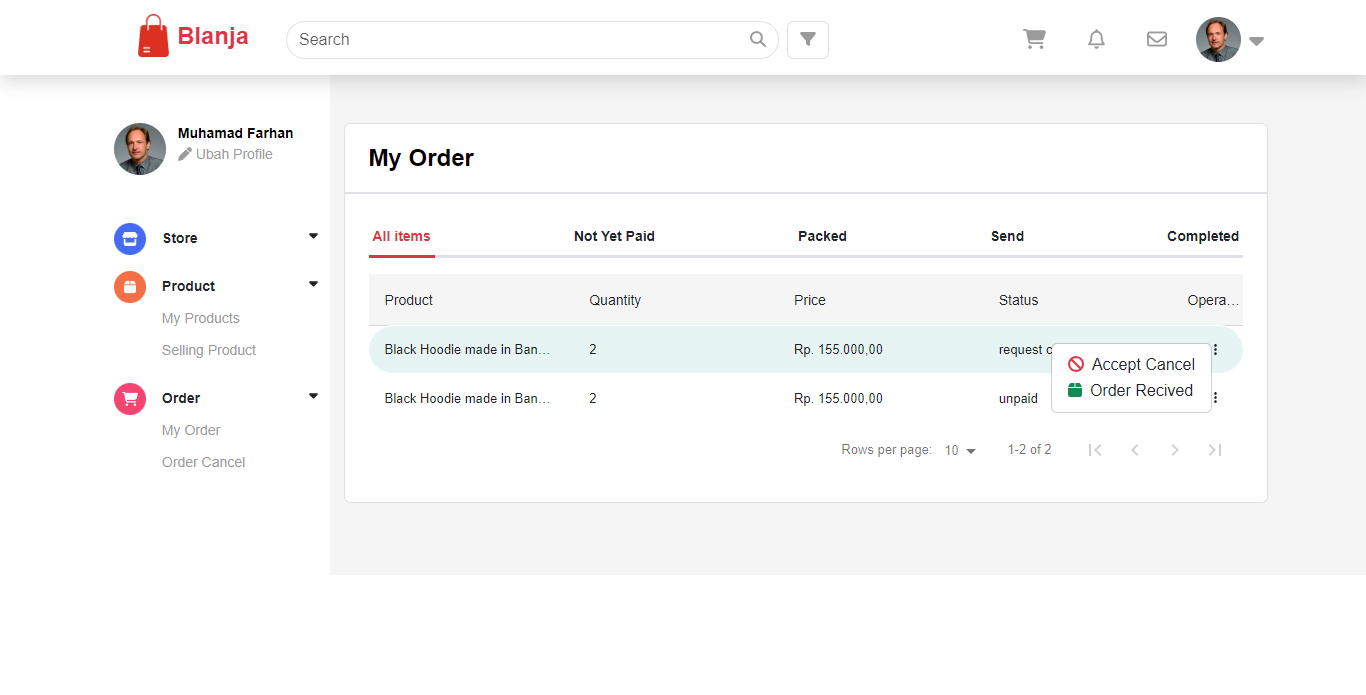 Blanja
Search
Muhamad Farhan
Ubah Profile
Store
Product
My Products
Selling Product
Order
My Order
Order Cancel
My Order
All items Not Yet Paid Packed Send Completed
Product Quantity Price Status Opera...
Black Hoodie made in Ban... 2 Rp. 155.000,00 request c
Accept Cancel
Order Recived
Black Hoodie made in Ban... 2 Rp. 155.000,00 unpaid
Rows per page: 10 1-2 of 2